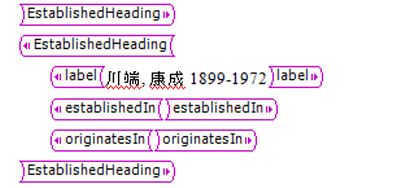 EstablishedHeading
EstablishedHeading
label 川端, 康成 1899-1972 label
establishedIn establishedIn
originatesIn originatesIn
EstablishedHeading